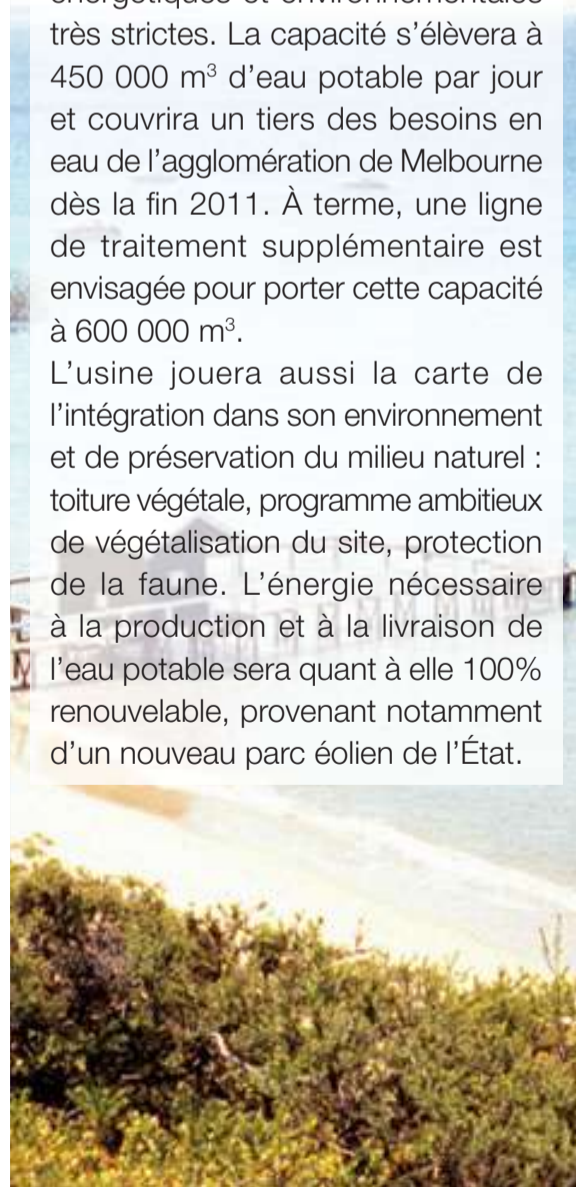 énergétiques et environnementales
très strictes. La capacité s’élèvera à
450 000 m³ d’eau potable par jour
et couvrira un tiers des besoins en
eau de l’agglomération de Melbourne
dès la fin 2011. À terme, une ligne
de traitement supplémentaire est
envisagée pour porter cette capacité
à 600 000 m³.
L’usine jouera aussi la carte de
l’intégration dans son environnement
et de préservation du milieu naturel :
toiture végétale, programme ambitieux
de végétalisation du site, protection
de la faune. L’énergie nécessaire
à la production et à la livraison de
l’eau potable sera quant à elle 100%
renouvelable, provenant notamment
d’un nouveau parc éolien de l’État.